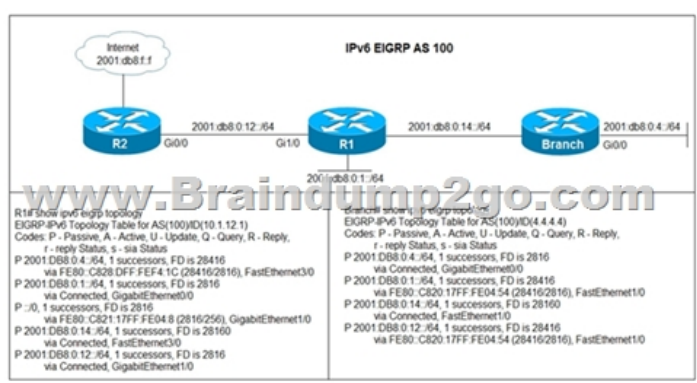 Internet
2001:db8:f::f
IPv6 EIGRP AS 100
2001:db8:0:12::/64
2001:db8:0:14::/64
2001:db8:0:4::/64
R2
Gi0/0
Gi1/0
R1
Branch
Gi0/0
2001:db8:0:1::/64
www.Braindump2go.com
R1# show ipv6 eigrp topology
EIGRP-IPv6 Topology Table for AS(100)/ID(10.1.12.1)
Codes: P - Passive, A - Active, U - Update, Q - Query, R - Reply,
r - reply Status, s - sia Status
P 2001:DB8:0:4::/64, 1 successors, FD is 28416
via FE80::C828:DFF:FEF4:1C (28416/2816), FastEthernet3/0
P 2001:DB8:0:1::/64, 1 successors, FD is 2816
via Connected, GigabitEthernet0/0
P ::/0, 1 successors, FD is 2816
via FE80::C821:17FF:FE04:8 (2816/256), GigabitEthernet1/0
P 2001:DB8:0:14::/64, 1 successors, FD is 28160
via Connected, FastEthernet3/0
P 2001:DB8:0:12::/64, 1 successors, FD is 2816
via Connected, GigabitEthernet1/0
Branch# show ipv6 eigrp topology
EIGRP-IPv6 Topology Table for AS(100)/ID(4.4.4.4)
Codes: P - Passive, A - Active, U - Update, Q - Query, R - Reply,
r - reply Status, s - sia Status
P 2001:DB8:0:4::/64, 1 successors, FD is 2816
via Connected, GigabitEthernet0/0
P 2001:DB8:0:1::/64, 1 successors, FD is 28416
via FE80::C820:17FF:FE04:54 (28416/2816), FastEthernet1/0
P 2001:DB8:0:14::/64, 1 successors, FD is 28160
via Connected, FastEthernet1/0
P 2001:DB8:0:12::/64, 1 successors, FD is 28416
via FE80::C820:17FF:FE04:54 (28416/2816), FastEthernet1/0